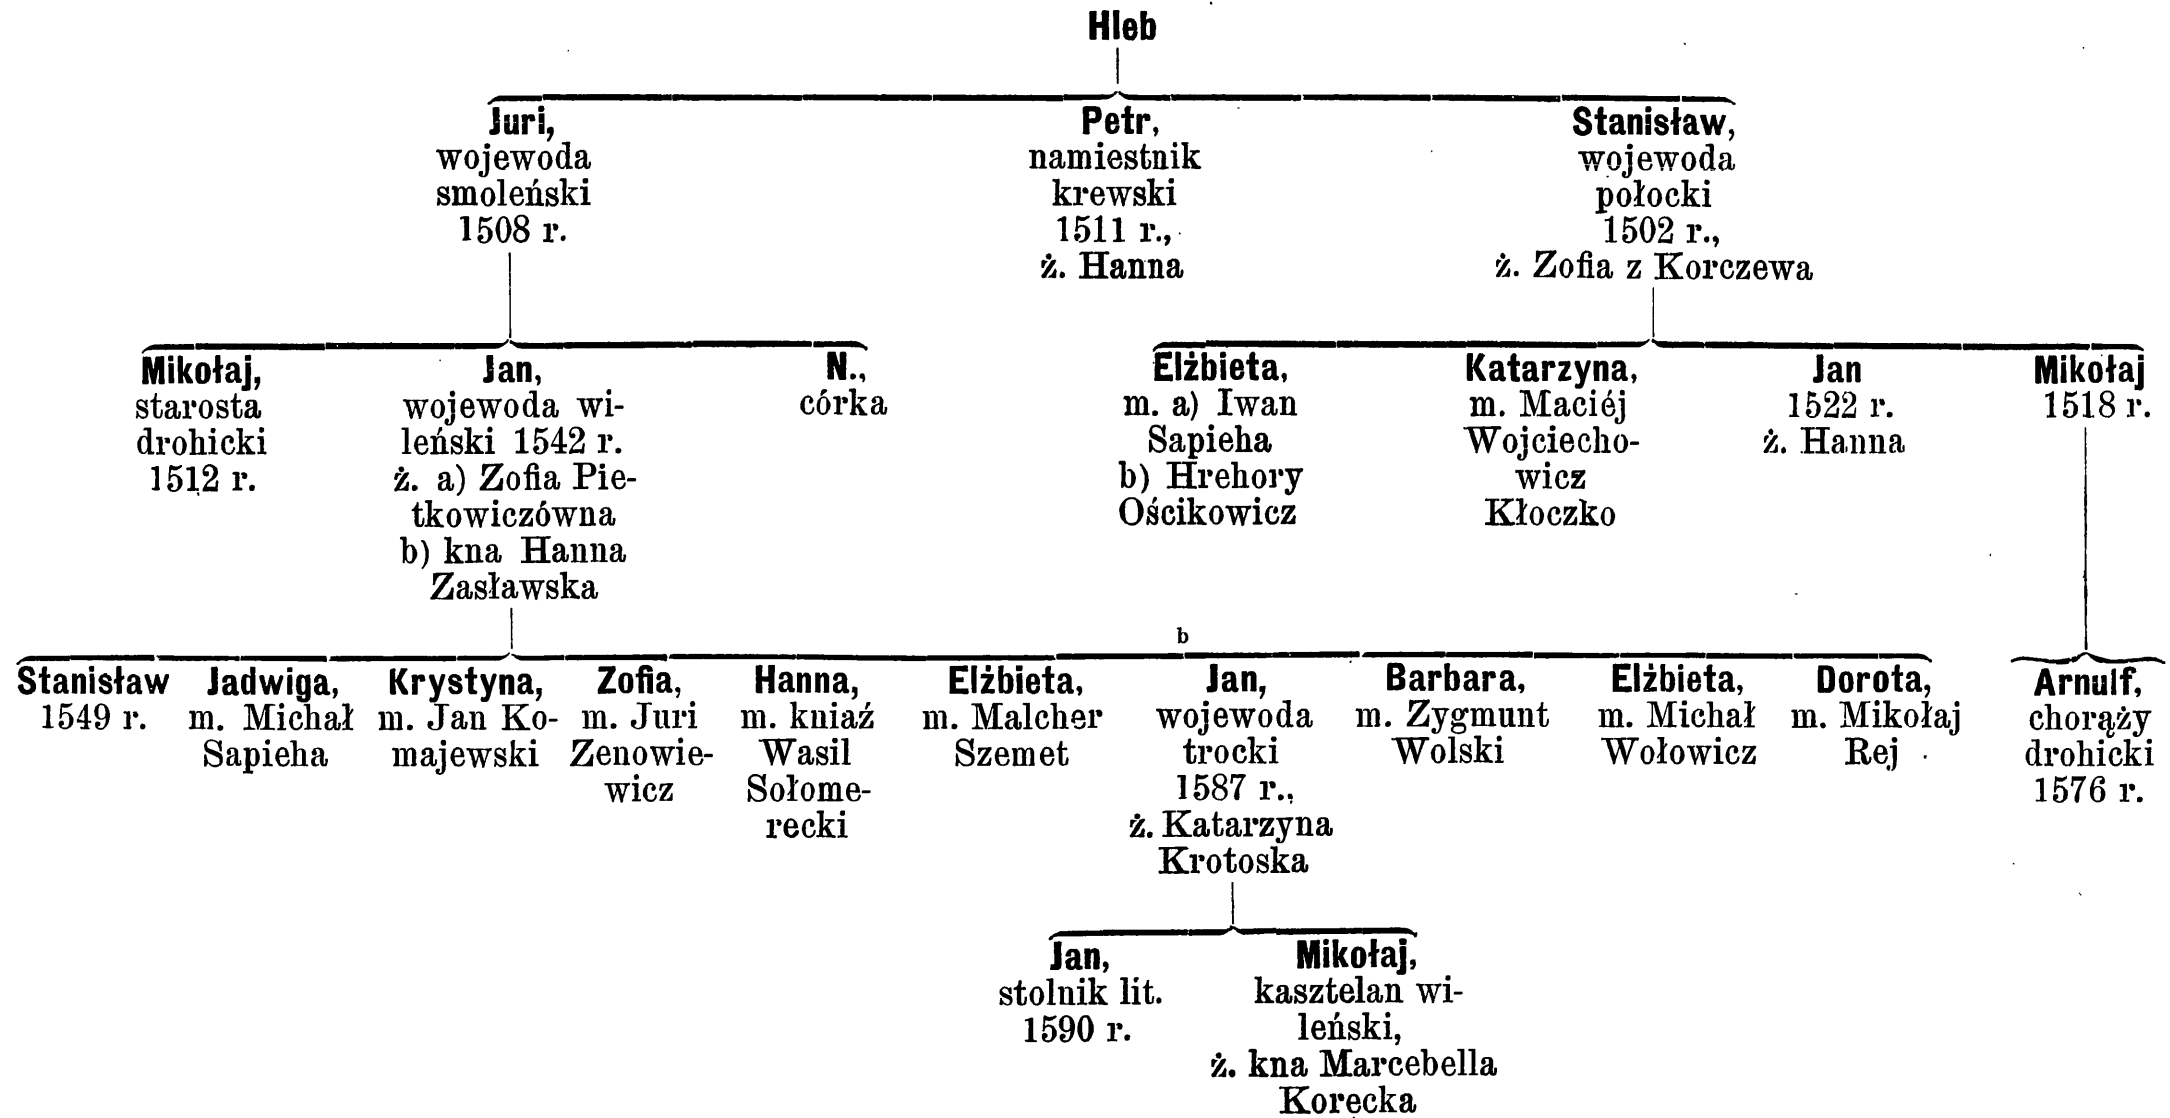 Hleb
Juri,
wojewoda
smoleński
1508 r.
Petr,
namiestnik
krewski
1511 r.,
ż. Hanna
Stanisław,
wojewoda
połocki
1502 r.,
ż. Zofia z Korczewa
Mikołaj,
starosta
drohicki
1512 r.
Jan,
wojewoda wi-
leński 1542 r.
ż. a) Zofia Pie-
tkowiczówna
b) kna Hanna
Zasławska
N.,
córka
Elżbieta,
m. a) Iwan
Sapieha
b) Hrehory
Ościkowicz
Katarzyna,
m. Maciéj
Wojciecho-
wicz
Kłoczko
Jan
1522 r.
ż. Hanna
Mikołaj
1518 r.
b
Stanisław
1549 r.
Jadwiga,
m. Michał
Sapieha
Krystyna,
m. Jan Ko-
majewski
Zofia,
m. Juri
Zenowie-
wicz
Hanna,
m. kniaź
Wasil
Sołome-
recki
Elżbieta,
m. Malcher
Szemet
Jan,
wojewoda
trocki
1587 r.,
ż. Katarzyna
Krotoska
Barbara,
m. Zygmunt
Wolski
Elżbieta,
m. Michał
Wołowicz
Dorota,
m. Mikołaj
Rej
Arnulf,
chorąży
drohicki
1576 r.
Jan,
stolnik lit.
1590 r.
Mikołaj,
kasztelan wi-
leński,
ż. kna Marcebella
Korecka